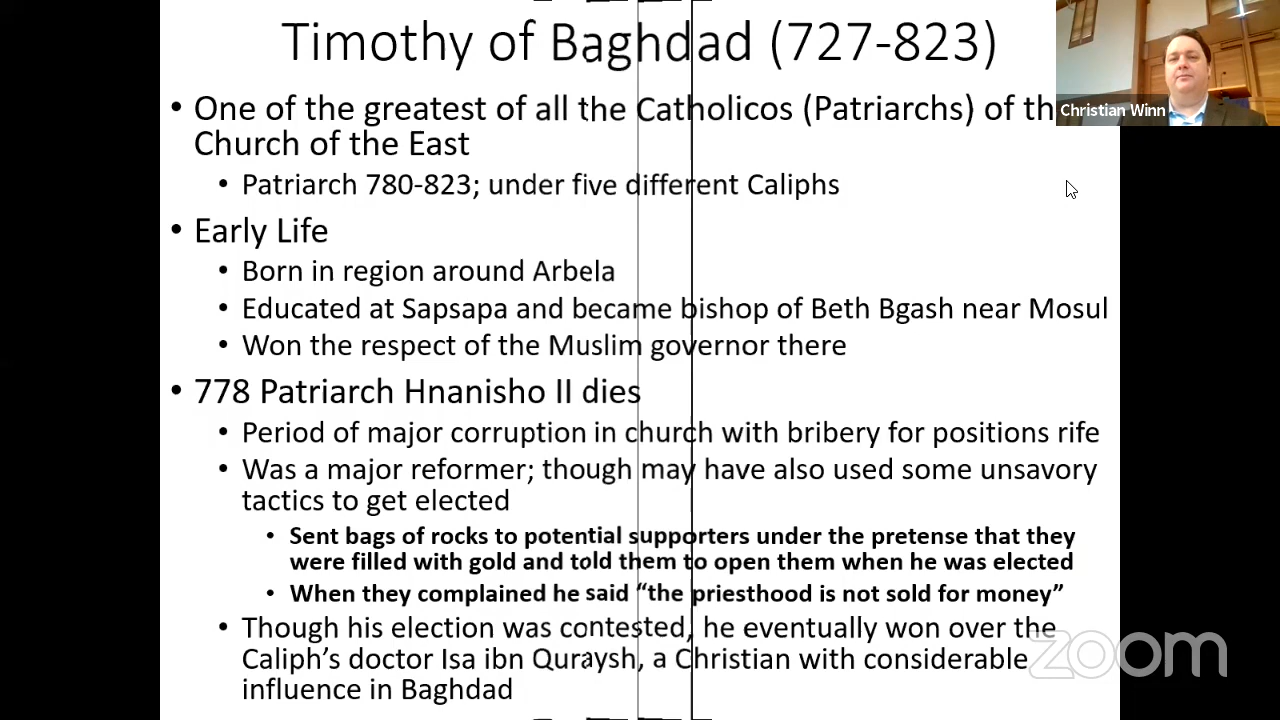 Timothy of Baghdad (727-823)
• One of the greatest of all the Catholicos (Patriarchs) of th
Church of the East
• Patriarch 780-823; under five different Caliphs
• Early Life
• Born in region around Arbela
• Educated at Sapsapa and became bishop of Beth Bgash near Mosul
• Won the respect of the Muslim governor there
• 778 Patriarch Hnanisho II dies
• Period of major corruption in church with bribery for positions rife
• Was a major reformer; though may have also used some unsavory
tactics to get elected
• Sent bags of rocks to potential supporters under the pretense that they
were filled with gold and told them to open them when he was elected
• When they complained he said “the priesthood is not sold for money”
• Though his election was contested, he eventually won over the
Caliph’s doctor Isa ibn Quraysh, a Christian with considerable
influence in Baghdad
Christian Winn
zoom